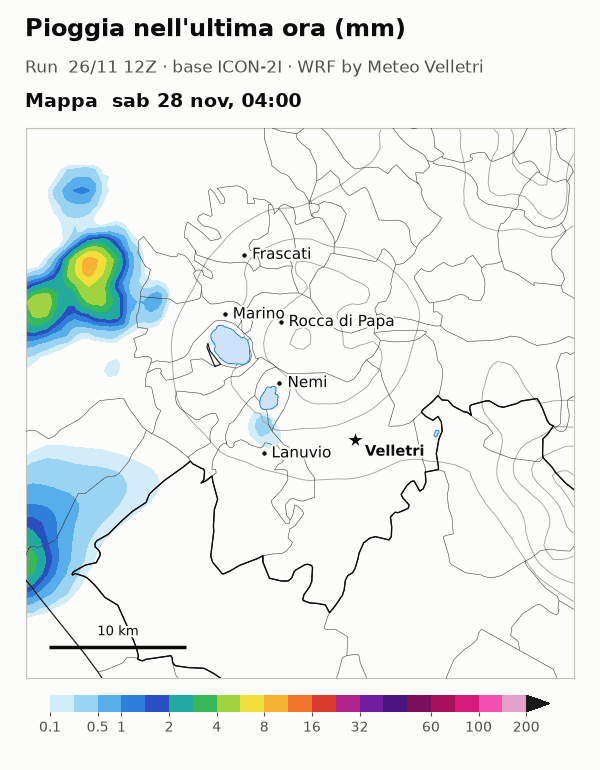 Pioggia nell'ultima ora (mm)
Run  26/11 12Z · base ICON-2I · WRF by Meteo Velletri
Mappa  sab 28 nov, 04:00
Frascati
Marino
Rocca di Papa
Nemi
Velletri
Lanuvio
10 km
0.1 0.5 1 2 4 8 16 32 60 100 200